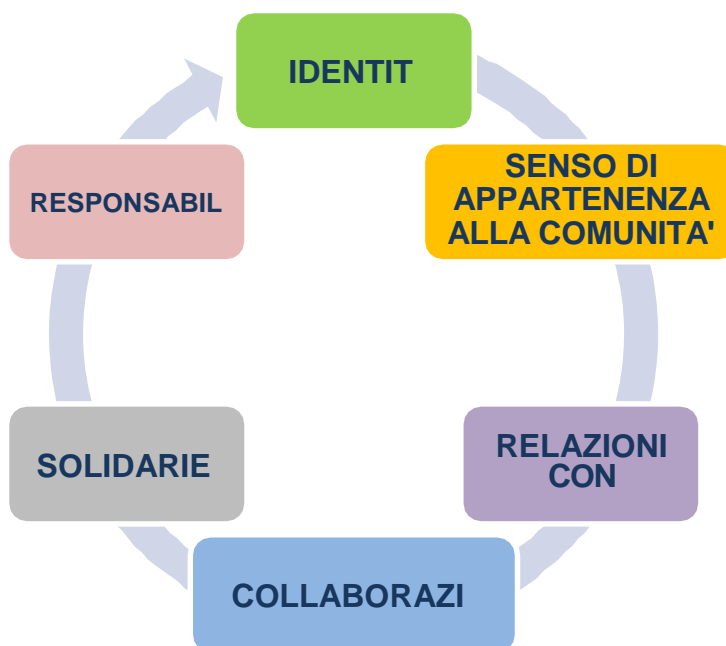 IDENTIT
SENSO DI
APPARTENENZA
ALLA COMUNITA'
RELAZIONI
CON
COLLABORAZI
SOLIDARIE
RESPONSABIL